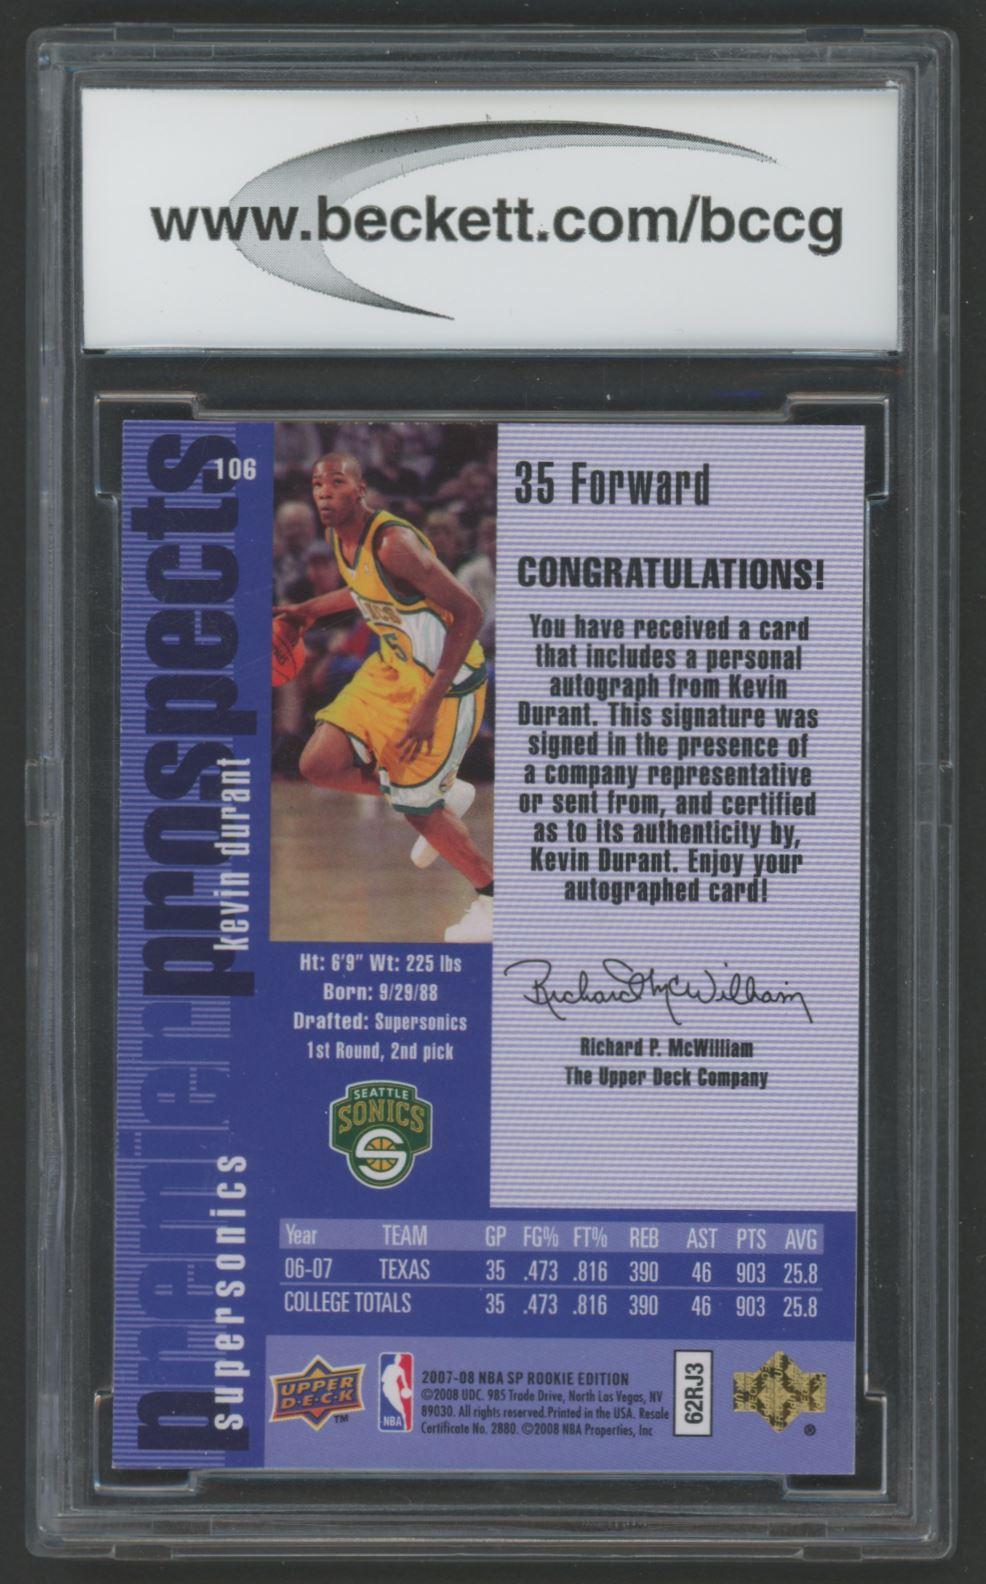 www.beckett.com/bccg
106
premier prospects
kevin durant
supersonics
35 Forward
CONGRATULATIONS!
You have received a card
that includes a personal
autograph from Kevin
Durant. This signature was
signed in the presence of
a company representative
or sent from, and certified
as to its authenticity by,
Kevin Durant. Enjoy your
autographed card!
Richard McWilliam
Richard P. McWilliam
The Upper Deck Company
Ht: 6'9" Wt: 225 lbs
Born: 9/29/88
Drafted: Supersonics
1st Round, 2nd pick
SEATTLE
SONICS
Year TEAM GP FG% FT% REB AST PTS AVG
06-07 TEXAS 35 .473 .816 390 46 903 25.8
COLLEGE TOTALS 35 .473 .816 390 46 903 25.8
UPPER
D·E·C·K
TM
NBA
2007-08 NBA SP ROOKIE EDITION
©2008 UDC. 985 Trade Drive, North Las Vegas, NV
89030. All rights reserved.Printed in the USA. Resale
Certificate No. 2880. ©2008 NBA Properties, Inc
62RJ3
®